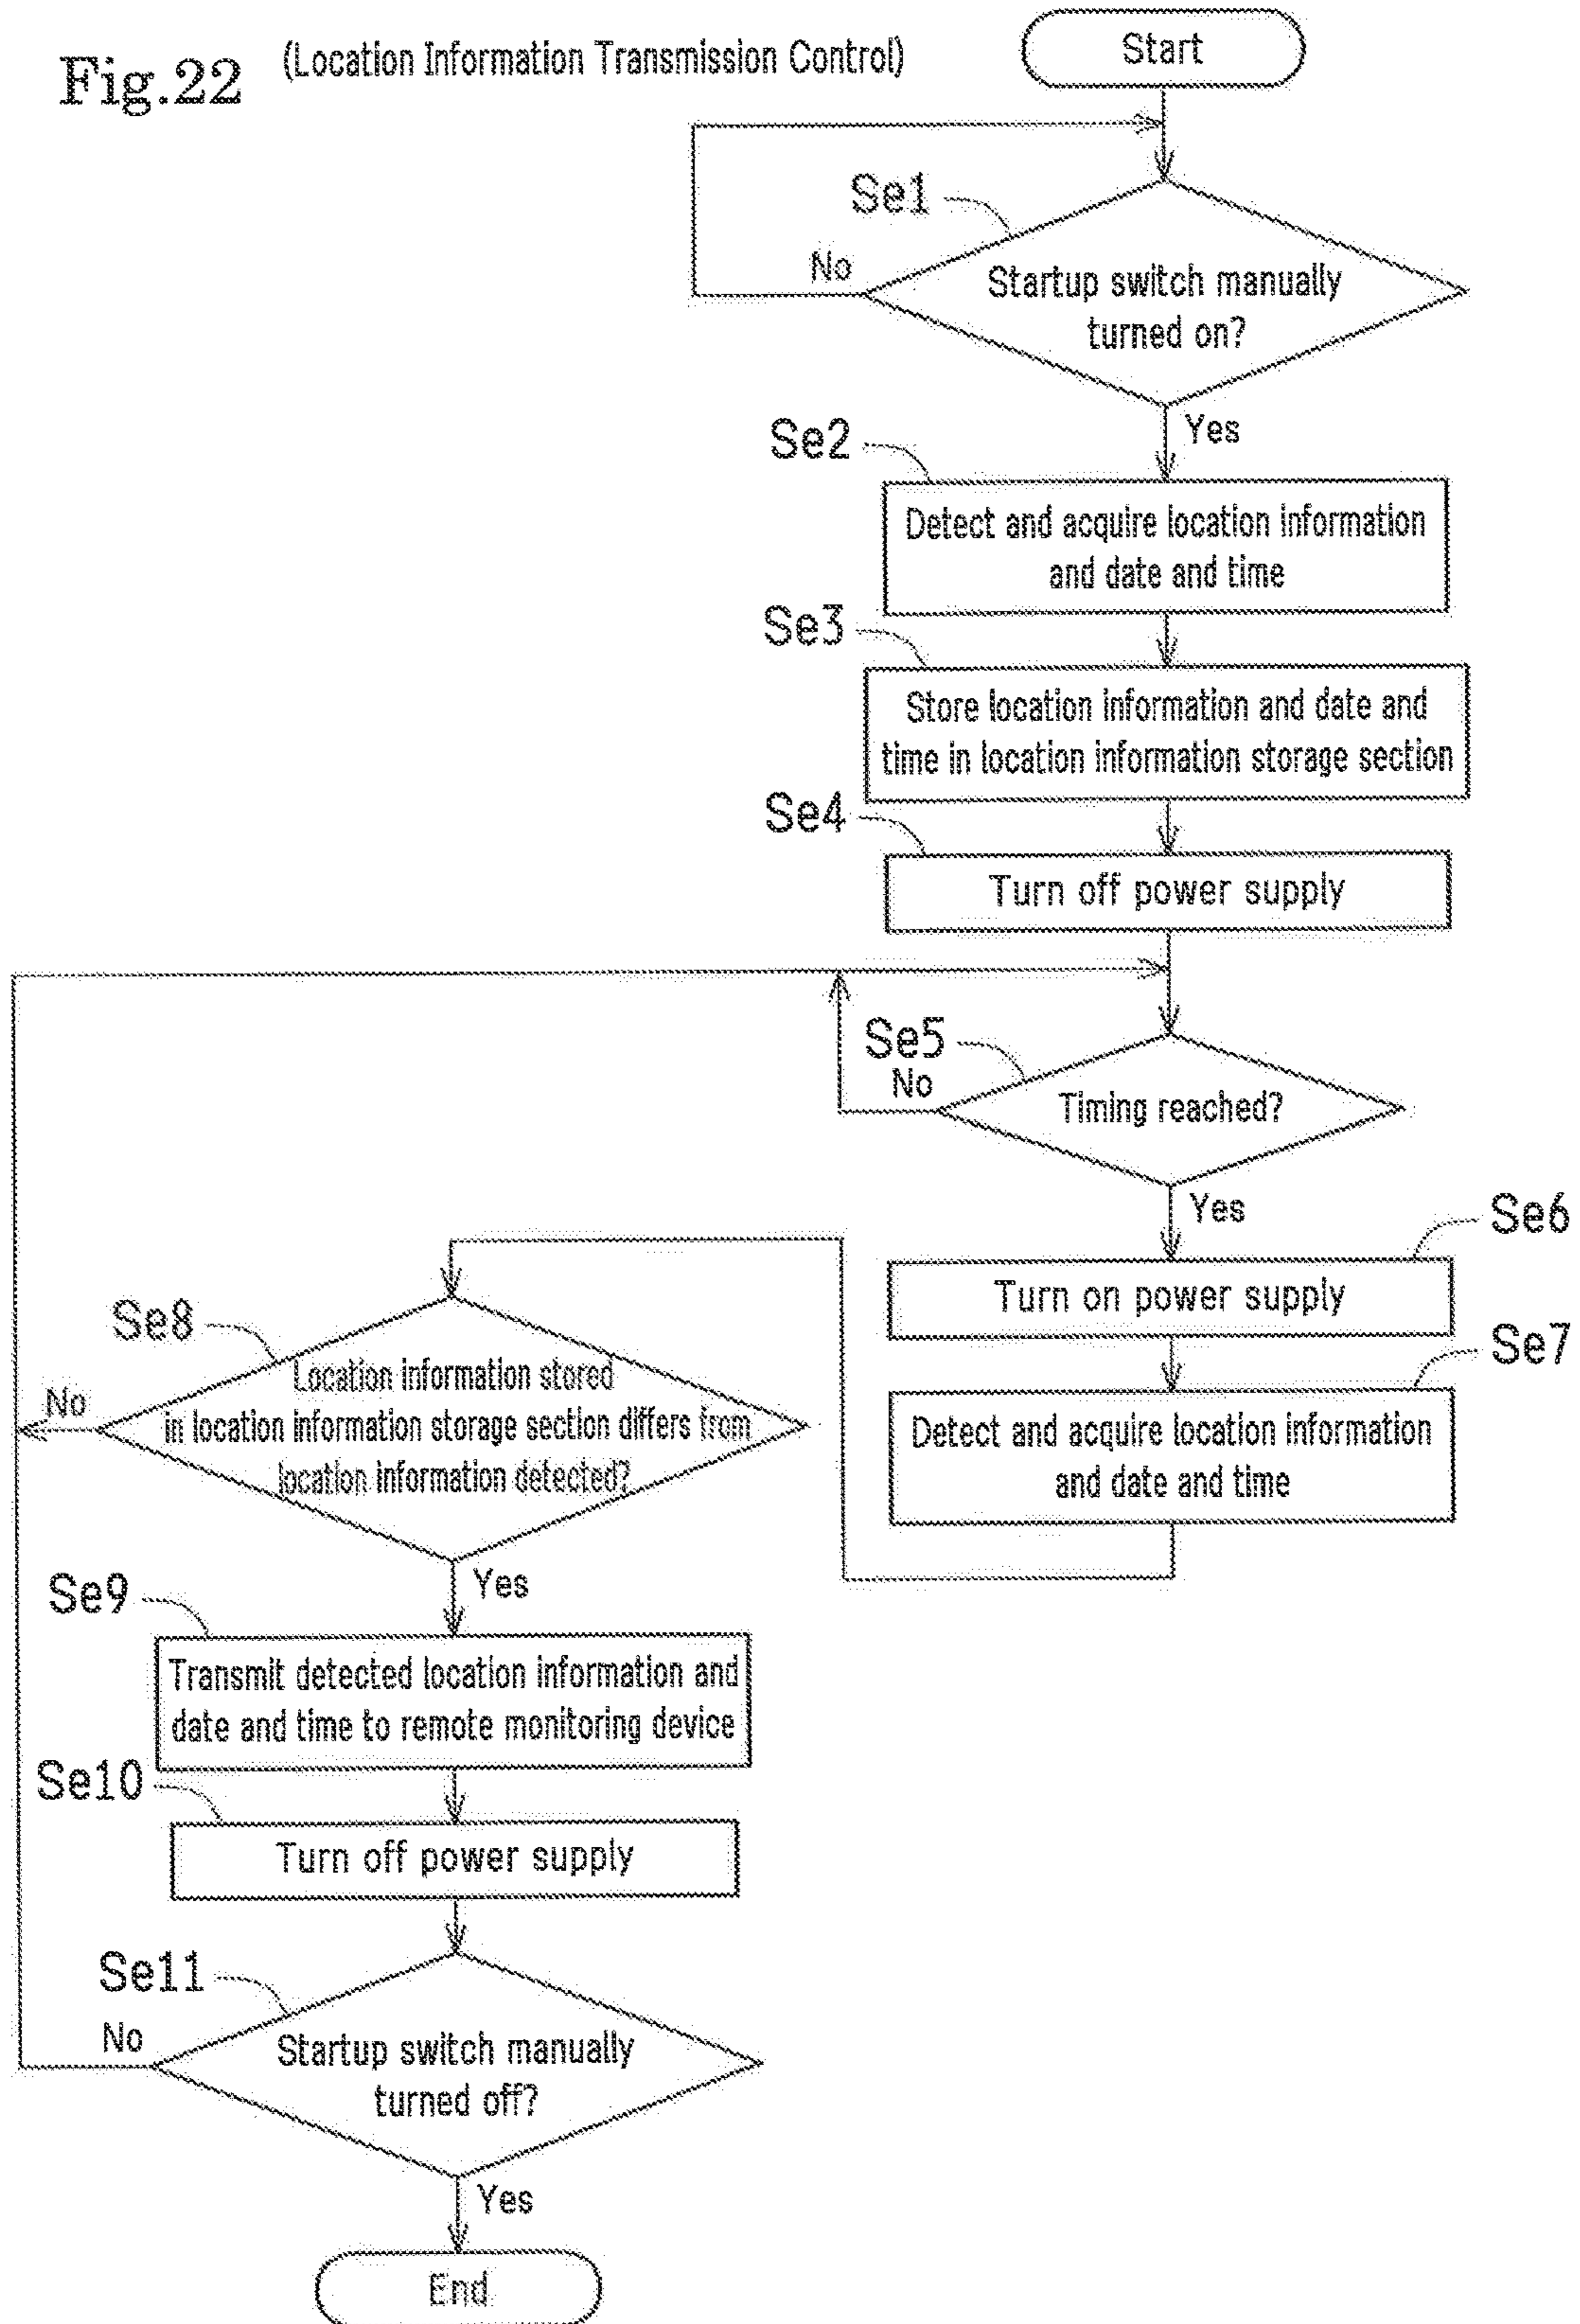 Fig.22 (Location Information Transmission Control)
Start
Se1
No
Startup switch manually
turned on?
Yes
Se2
Detect and acquire location information
and date and time
Se3
Store location information and date and
time in location information storage section
Se4
Turn off power supply
Se5
No
Timing reached?
Yes
Se6
Turn on power supply
Se7
Detect and acquire location information
and date and time
Se8
No
Location information stored
in location information storage section differs from
location information detected?
Yes
Se9
Transmit detected location information and
date and time to remote monitoring device
Se10
Turn off power supply
Se11
No
Startup switch manually
turned off?
Yes
End